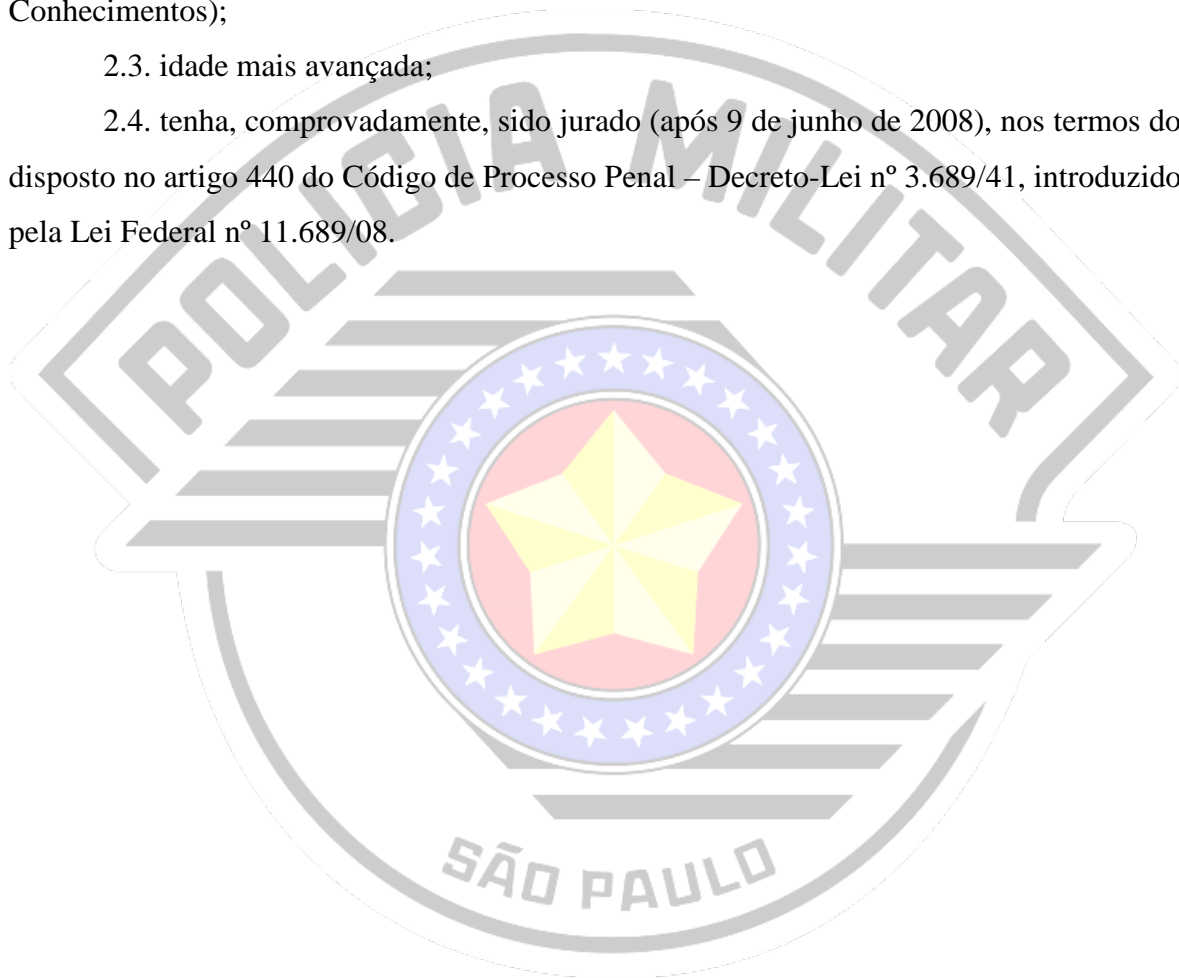 Conhecimentos);
2.3. idade mais avançada;
2.4. tenha, comprovadamente, sido jurado (após 9 de junho de 2008), nos termos do
disposto no artigo 440 do Código de Processo Penal – Decreto-Lei nº 3.689/41, introduzido
pela Lei Federal nº 11.689/08.
POLICIA MILITAR
SÃO PAULO